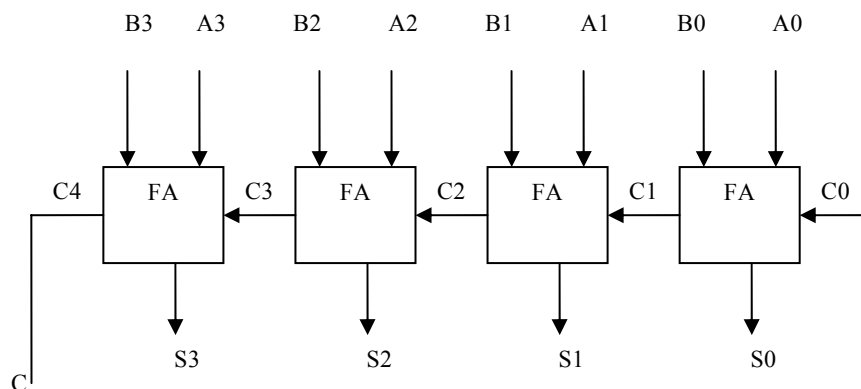 B3 A3 B2 A2 B1 A1 B0 A0
C4 FA C3 FA C2 FA C1 FA C0
S3 S2 S1 S0
C